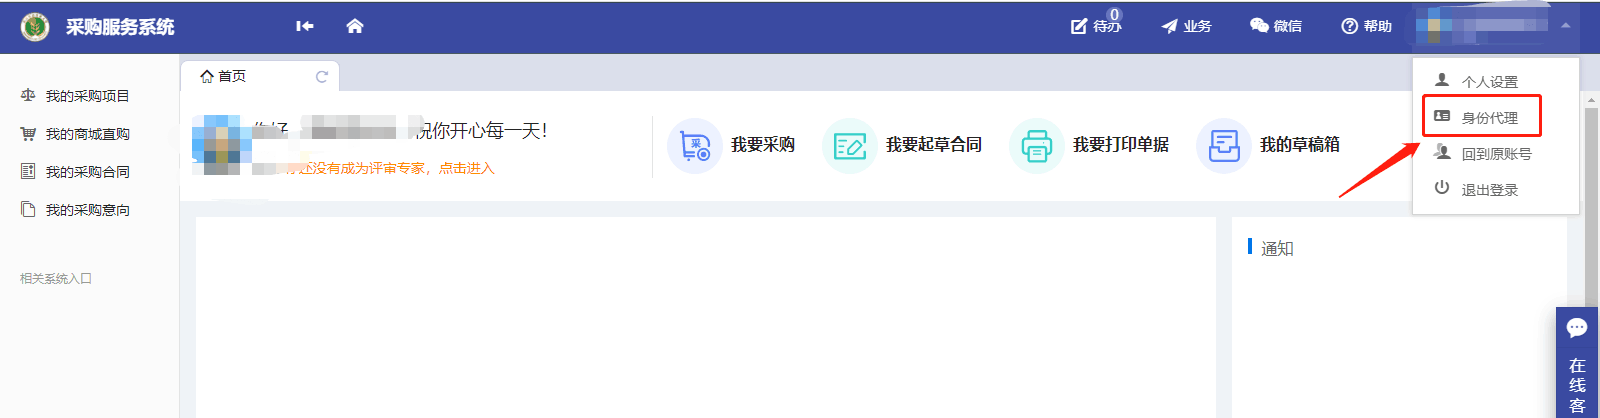 采购服务系统
待办
0
业务
微信
帮助
首页
我的采购项目
我的商城直购
我的采购合同
我的采购意向
相关系统入口
你好
祝你开心每一天！
还没有成为评审专家，点击进入
采
我要采购
我要起草合同
我要打印单据
我的草稿箱
个人设置
身份代理
回到原账号
退出登录
通知
在线客